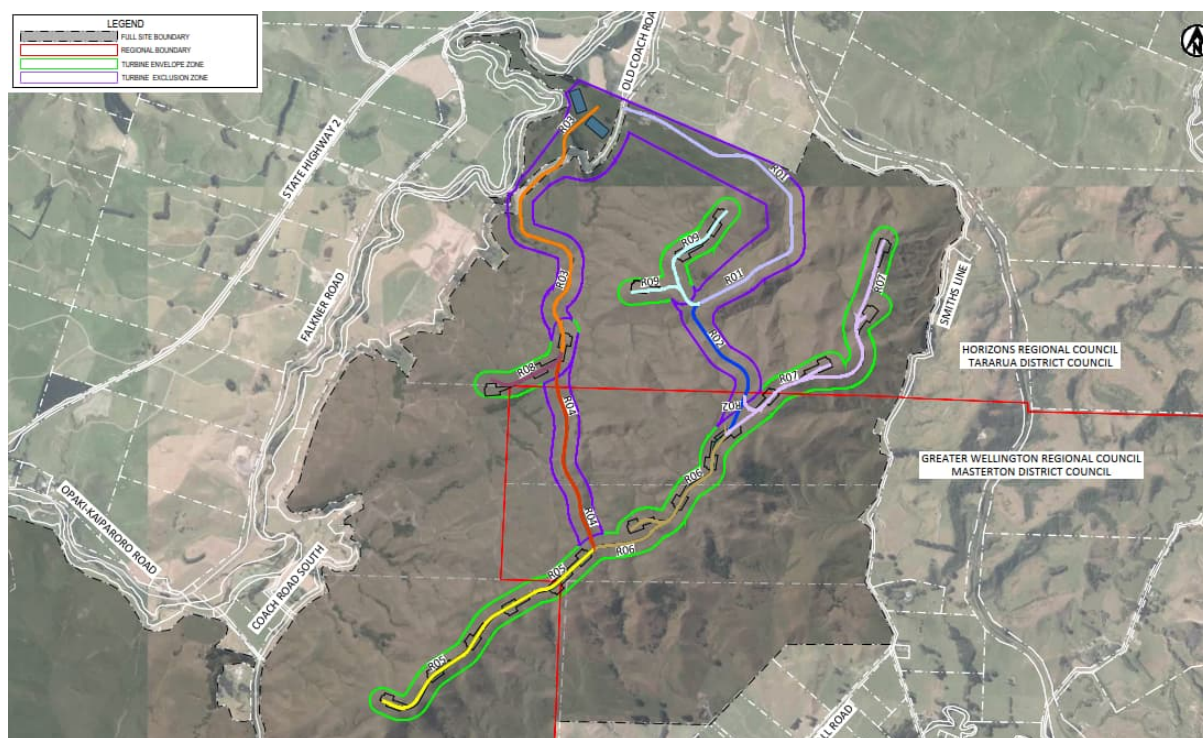 LEGEND
FULL SITE BOUNDARY
REGIONAL BOUNDARY
TURBINE ENVELOPE ZONE
TURBINE EXCLUSION ZONE
OLD COACH ROA
STATE HIGHWAY 2
R03
R01
R09
R01
R09
R03
R07
FALKNER ROAD
SMITHS LINE
R02
HORIZONS REGIONAL COUNCIL
TARARUA DISTRICT COUNCIL
R08
R07
R04
R02
GREATER WELLINGTON REGIONAL COUNCIL
MASTERTON DISTRICT COUNCIL
R06
OPAKI-KAIPARORO ROAD
R04
R06
COACH ROAD SOUTH
R05
R05
LL ROAD